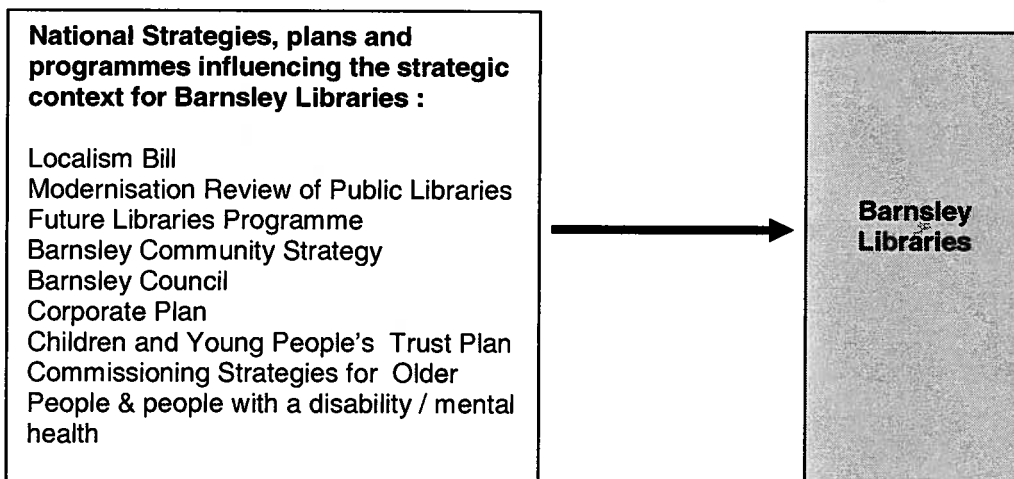 National Strategies, plans and
programmes influencing the strategic
context for Barnsley Libraries :
Localism Bill
Modernisation Review of Public Libraries
Future Libraries Programme
Barnsley Community Strategy
Barnsley Council
Corporate Plan
Children and Young People's Trust Plan
Commissioning Strategies for Older
People & people with a disability / mental
health
Barnsley
Libraries